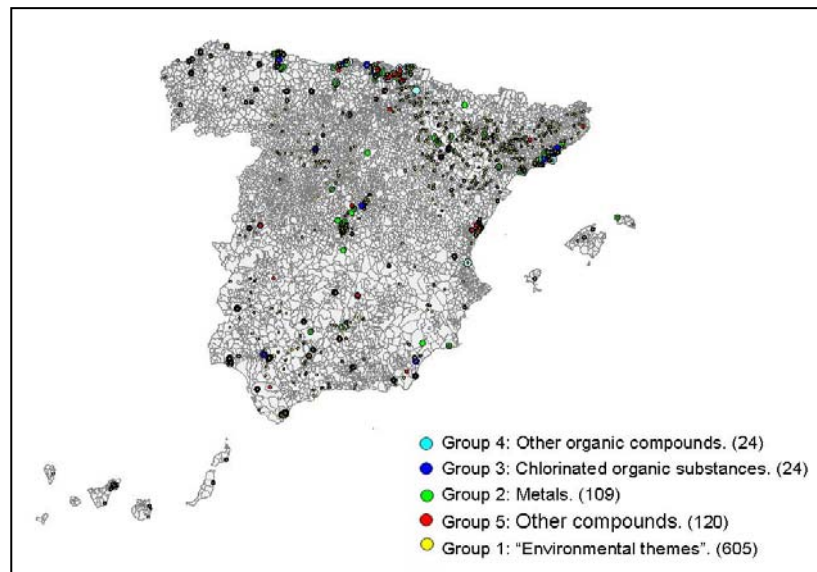 Group 4: Other organic compounds. (24)
Group 3: Chlorinated organic substances. (24)
Group 2: Metals. (109)
Group 5: Other compounds. (120)
Group 1: “Environmental themes”. (605)